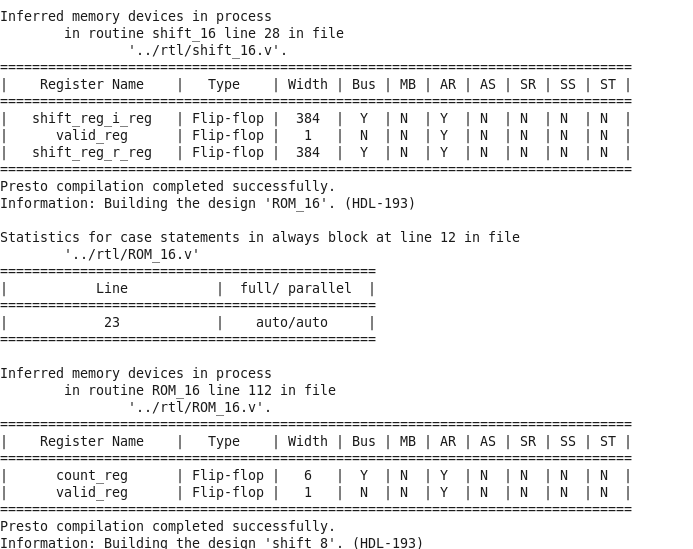 Inferred memory devices in process
        in routine shift_16 line 28 in file
                '../rtl/shift_16.v'.
===============================================================================
|    Register Name    |   Type    | Width | Bus | MB | AR | AS | SR | SS | ST |
===============================================================================
|   shift_reg_i_reg   | Flip-flop |  384  |  Y  | N  | Y  | N  | N  | N  | N  |
|      valid_reg      | Flip-flop |   1   |  N  | N  | Y  | N  | N  | N  | N  |
|   shift_reg_r_reg   | Flip-flop |  384  |  Y  | N  | Y  | N  | N  | N  | N  |
===============================================================================
Presto compilation completed successfully.
Information: Building the design 'ROM_16'. (HDL-193)

Statistics for case statements in always block at line 12 in file
        '../rtl/ROM_16.v'
===============================================
|           Line           |  full/ parallel  |
===============================================
|            23            |    auto/auto     |
===============================================

Inferred memory devices in process
        in routine ROM_16 line 112 in file
                '../rtl/ROM_16.v'.
===============================================================================
|    Register Name    |   Type    | Width | Bus | MB | AR | AS | SR | SS | ST |
===============================================================================
|      count_reg      | Flip-flop |   6   |  Y  | N  | Y  | N  | N  | N  | N  |
|      valid_reg      | Flip-flop |   1   |  N  | N  | Y  | N  | N  | N  | N  |
===============================================================================
Presto compilation completed successfully.
Information: Building the design 'shift_8'. (HDL-193)